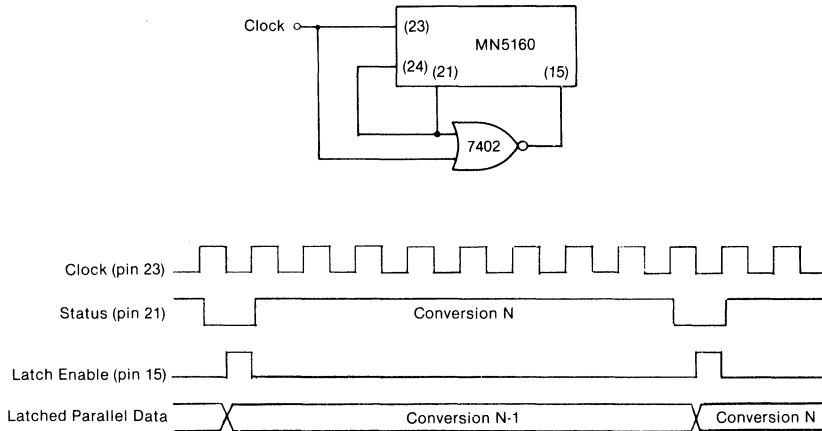 Clock
(23)
MN5160
(24) (21) (15)
7402
Clock (pin 23)
Status (pin 21) Conversion N
Latch Enable (pin 15)
Latched Parallel Data Conversion N-1 Conversion N